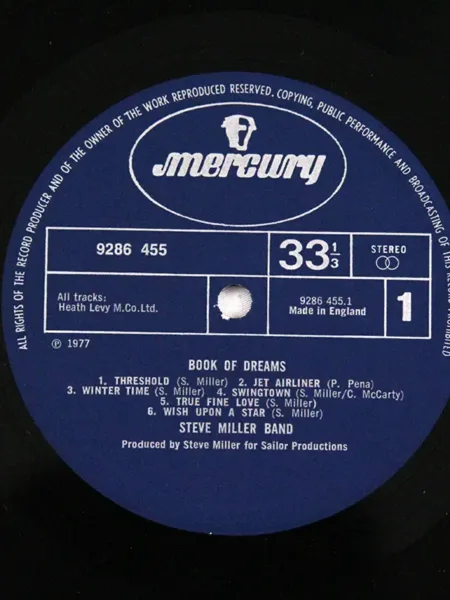 ALL RIGHTS OF THE RECORD PRODUCER AND OF THE OWNER OF THE WORK REPRODUCED RESERVED. COPYING, PUBLIC PERFORMANCE AND BROADCASTING OF THIS
PROHIBITED
mercury
9286 455
33 1/3
STEREO
All tracks:
Heath Levy M.Co.Ltd.
9286 455.1
Made in England
1
℗ 1977
BOOK OF DREAMS
1. THRESHOLD (S. Miller) 2. JET AIRLINER (P. Pena)
3. WINTER TIME (S. Miller) 4. SWINGTOWN (S. Miller/C. McCarty)
5. TRUE FINE LOVE (S. Miller)
6. WISH UPON A STAR (S. Miller)
STEVE MILLER BAND
Produced by Steve Miller for Sailor Productions